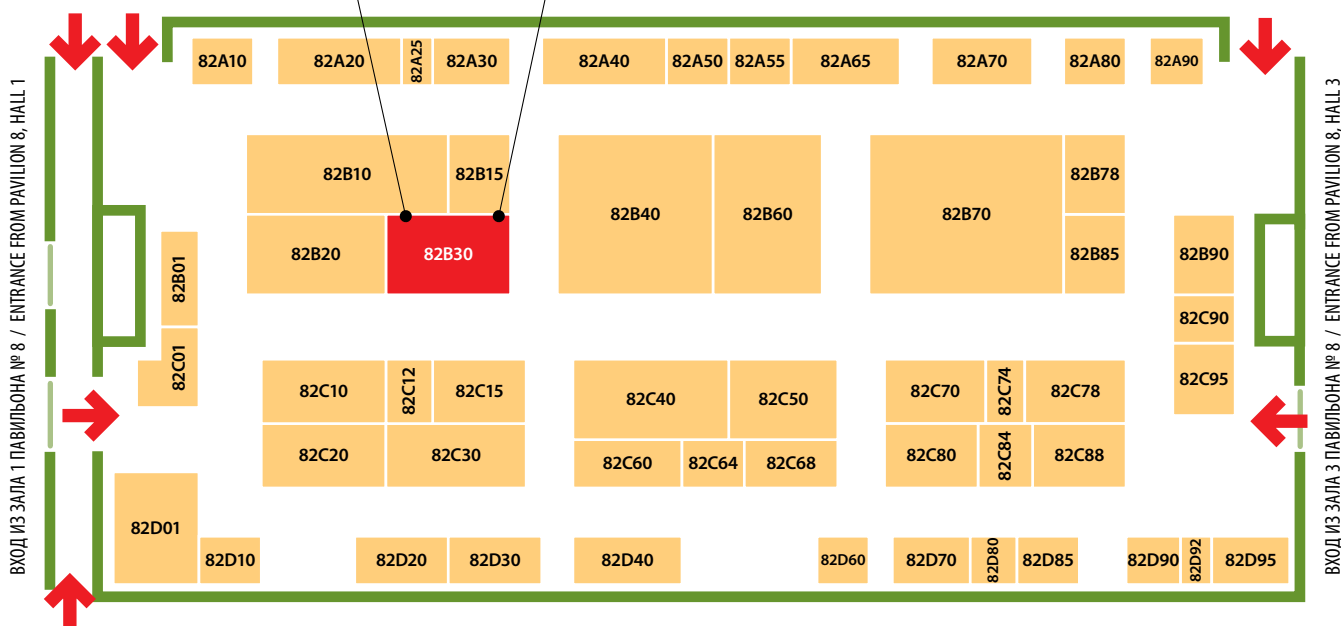 82A10
82A20
82A25
82A30
82A40
82A50
82A55
82A65
82A70
82A80
82A90
82B10
82B15
82B20
82B30
82B40
82B60
82B70
82B78
82B85
82B90
82B01
82C01
82C90
82C95
82C10
82C12
82C15
82C20
82C30
82C40
82C50
82C60
82C64
82C68
82C70
82C74
82C78
82C80
82C84
82C88
82D01
82D10
82D20
82D30
82D40
82D60
82D70
82D80
82D85
82D90
82D92
82D95
ВХОД ИЗ ЗАЛА 1 ПАВИЛЬОНА № 8 / ENTRANCE FROM PAVILION 8, HALL 1
ВХОД ИЗ ЗАЛА 3 ПАВИЛЬОНА № 8 / ENTRANCE FROM PAVILION 8, HALL 3